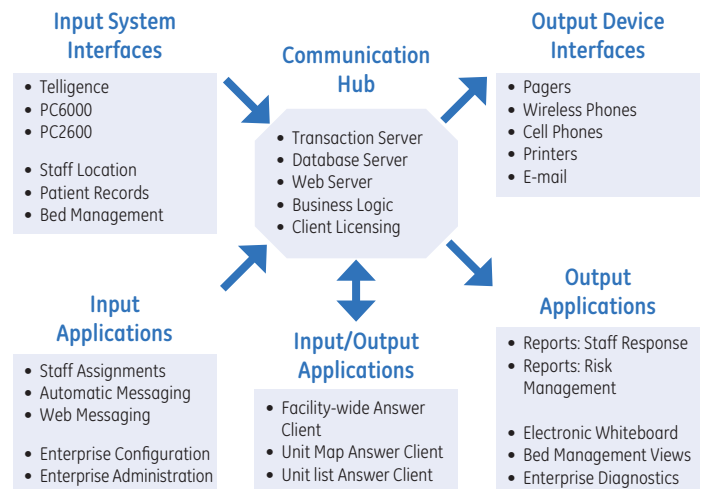 Input System
Interfaces
• Telligence
• PC6000
• PC2600
• Staff Location
• Patient Records
• Bed Management
Communication
Hub
• Transaction Server
• Database Server
• Web Server
• Business Logic
• Client Licensing
Output Device
Interfaces
• Pagers
• Wireless Phones
• Cell Phones
• Printers
• E-mail
Input
Applications
• Staff Assignments
• Automatic Messaging
• Web Messaging
• Enterprise Configuration
• Enterprise Administration
Input/Output
Applications
• Facility-wide Answer
Client
• Unit Map Answer Client
• Unit list Answer Client
Output
Applications
• Reports: Staff Response
• Reports: Risk
Management
• Electronic Whiteboard
• Bed Management Views
• Enterprise Diagnostics